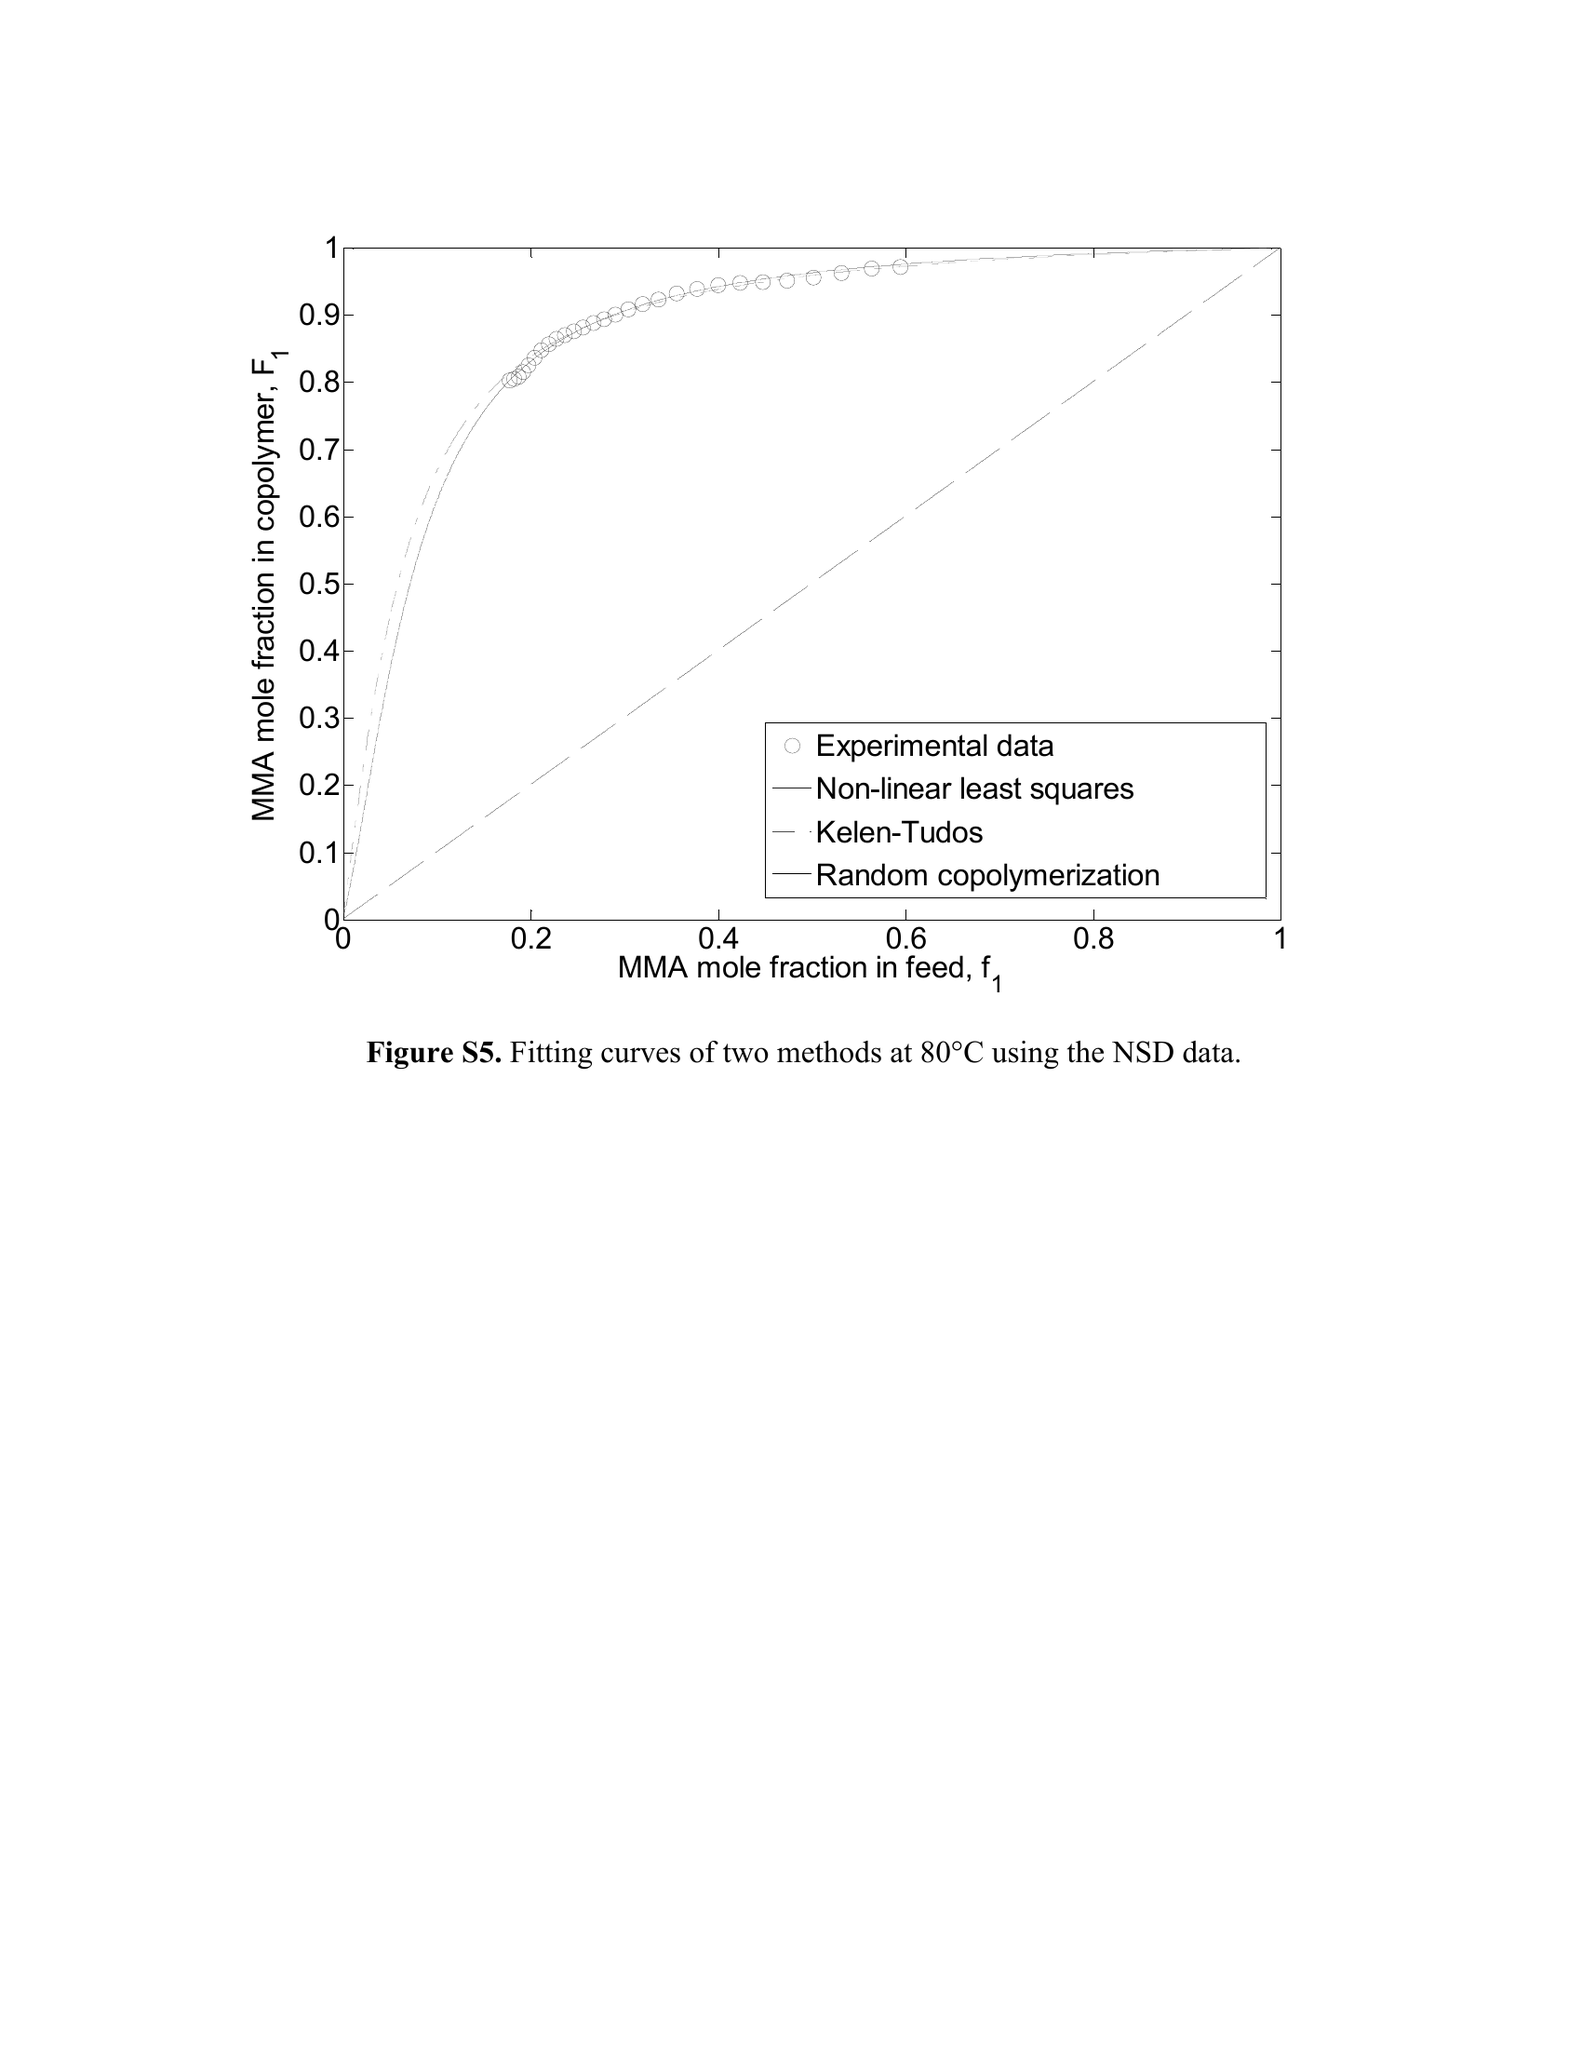 MMA mole fraction in copolymer, F1
1
0.9
0.8
0.7
0.6
0.5
0.4
0.3
0.2
0.1
0
0 0.2 0.4 0.6 0.8 1
MMA mole fraction in feed, f1
Experimental data
Non-linear least squares
Kelen-Tudos
Random copolymerization
Figure S5. Fitting curves of two methods at 80°C using the NSD data.